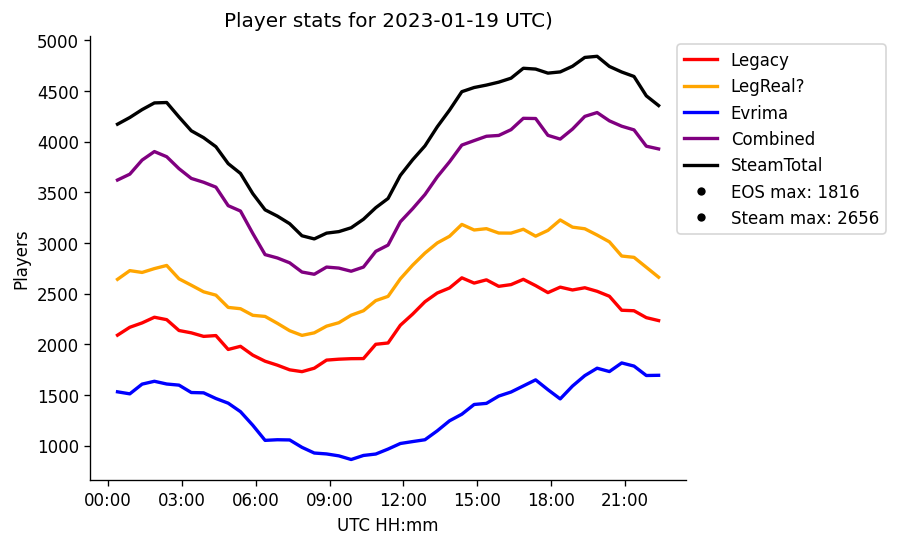 Player stats for 2023-01-19 UTC)
Players
5000
4500
4000
3500
3000
2500
2000
1500
1000
00:00 03:00 06:00 09:00 12:00 15:00 18:00 21:00
UTC HH:mm
Legacy
LegReal?
Evrima
Combined
SteamTotal
EOS max: 1816
Steam max: 2656